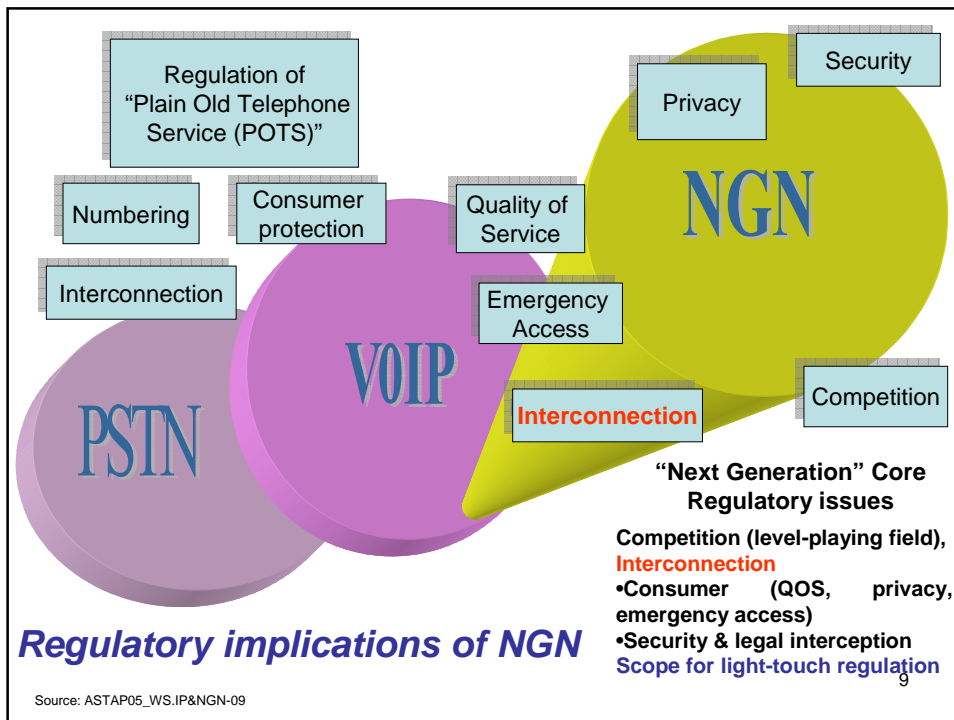 Regulation of
“Plain Old Telephone
Service (POTS)”
Security
Privacy
Numbering
Consumer
protection
Quality of
Service
NGN
Interconnection
Emergency
Access
V0IP
Interconnection
Competition
PSTN
“Next Generation” Core
Regulatory issues
Competition (level-playing field),
Interconnection
•Consumer (QOS, privacy,
emergency access)
•Security & legal interception
Scope for light-touch regulation
Regulatory implications of NGN
9
Source: ASTAP05_WS.IP&NGN-09